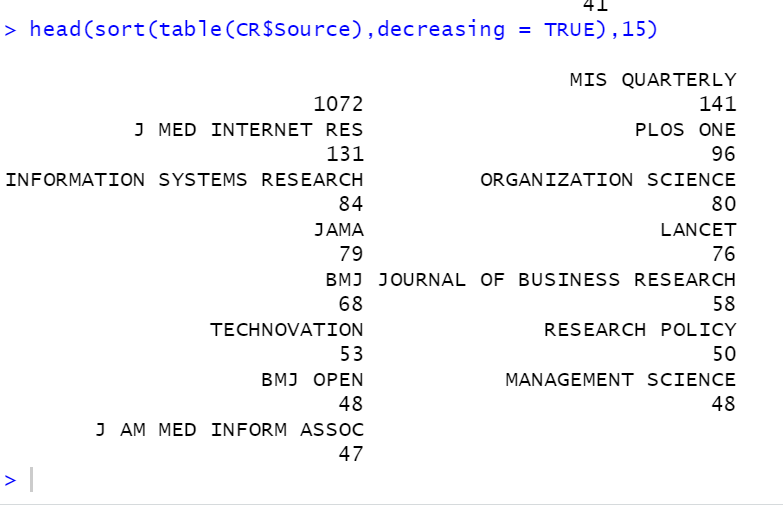 41
> head(sort(table(CR$Source),decreasing = TRUE),15)
MIS QUARTERLY
1072 141
J MED INTERNET RES PLOS ONE
131 96
INFORMATION SYSTEMS RESEARCH ORGANIZATION SCIENCE
84 80
JAMA LANCET
79 76
BMJ JOURNAL OF BUSINESS RESEARCH
68 58
TECHNOVATION RESEARCH POLICY
53 50
BMJ OPEN MANAGEMENT SCIENCE
48 48
J AM MED INFORM ASSOC
47
>